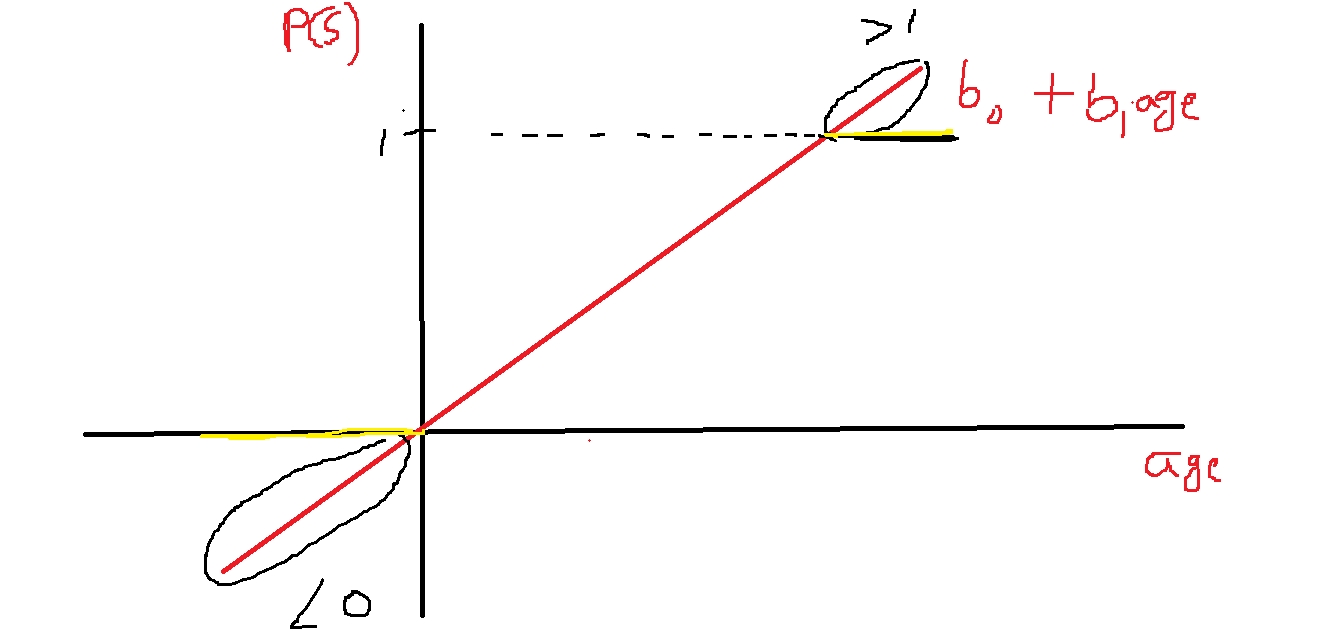 P(S)
>1
b₀ + b₁age
1
age
<0